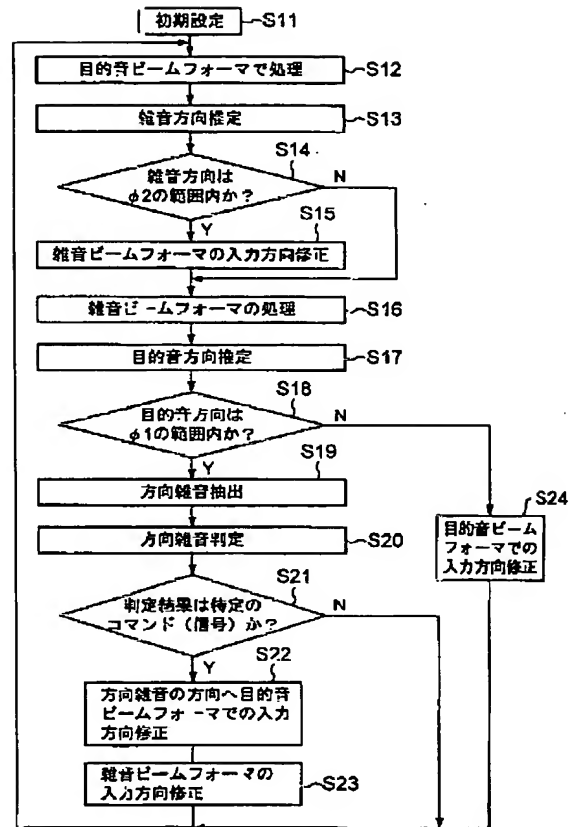 初期設定
S11
目的音ビームフォーマで処理
S12
雑音方向推定
S13
S14
雑音方向は
φ2の範囲内か?
N
Y
S15
雑音ビームフォーマの入力方向修正
雑音ビームフォーマの処理
S16
目的音方向推定
S17
S18
目的音方向は
φ1の範囲内か?
N
Y
S19
方向雑音抽出
S24
目的音ビーム
フォーマでの
入力方向修正
方向雑音判定
S20
S21
判定結果は特定の
コマンド(信号)か?
N
Y
S22
方向雑音の方向へ目的音
ビームフォーマでの入力
方向修正
雑音ビームフォーマの
入力方向修正
S23